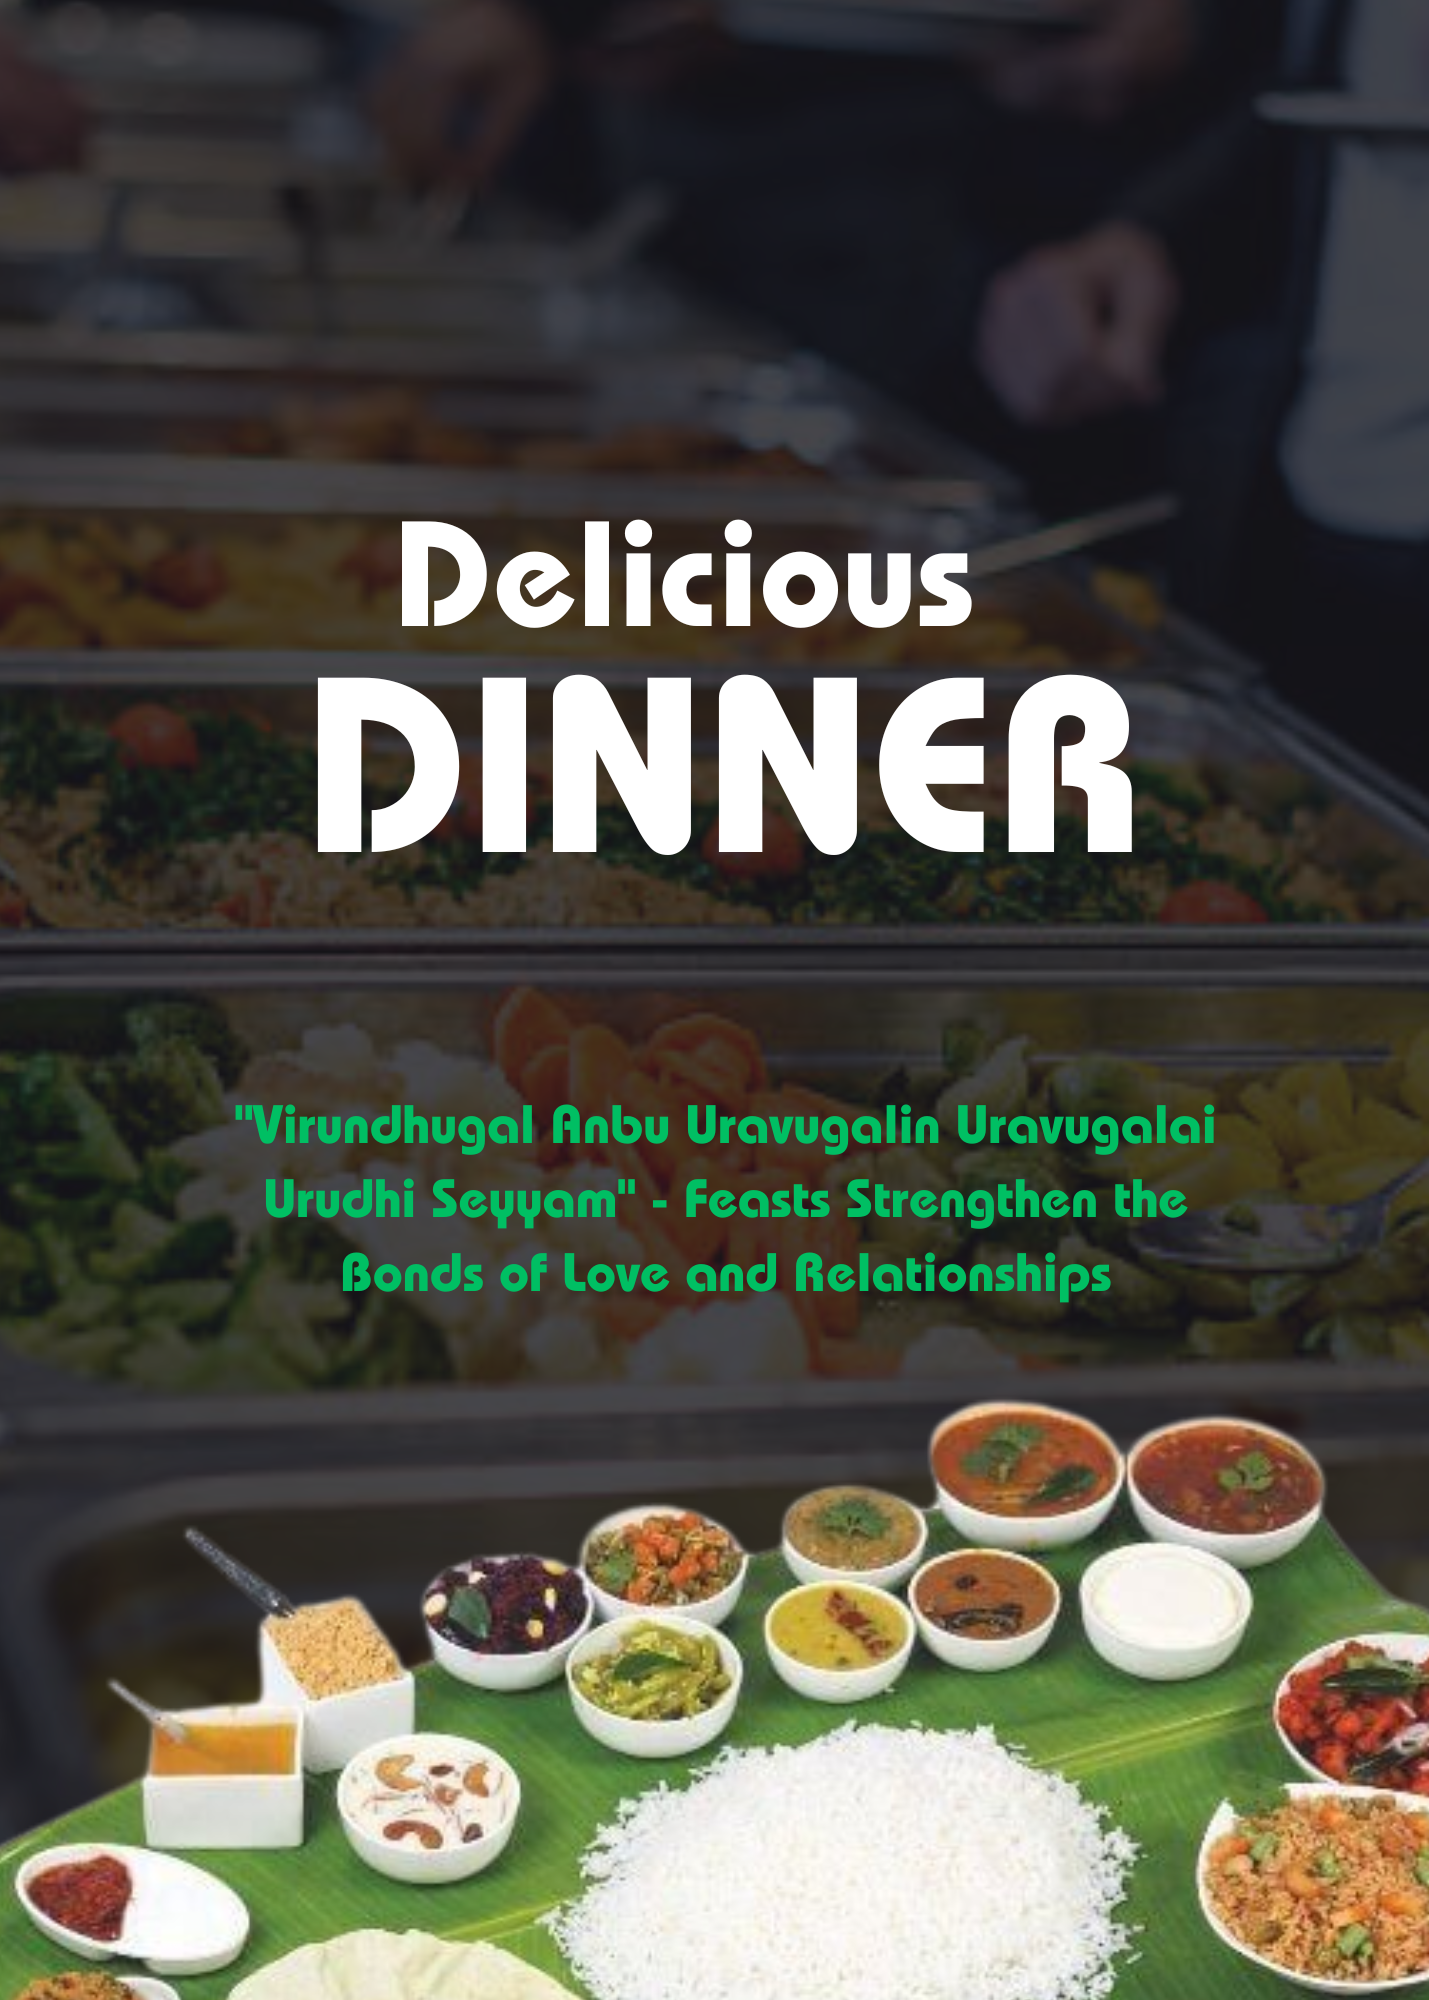 Delicious
DINNER
"Virundhugal Anbu Uravugalin Uravugalai
Urudhi Seyyam" - Feasts Strengthen the
Bonds of Love and Relationships